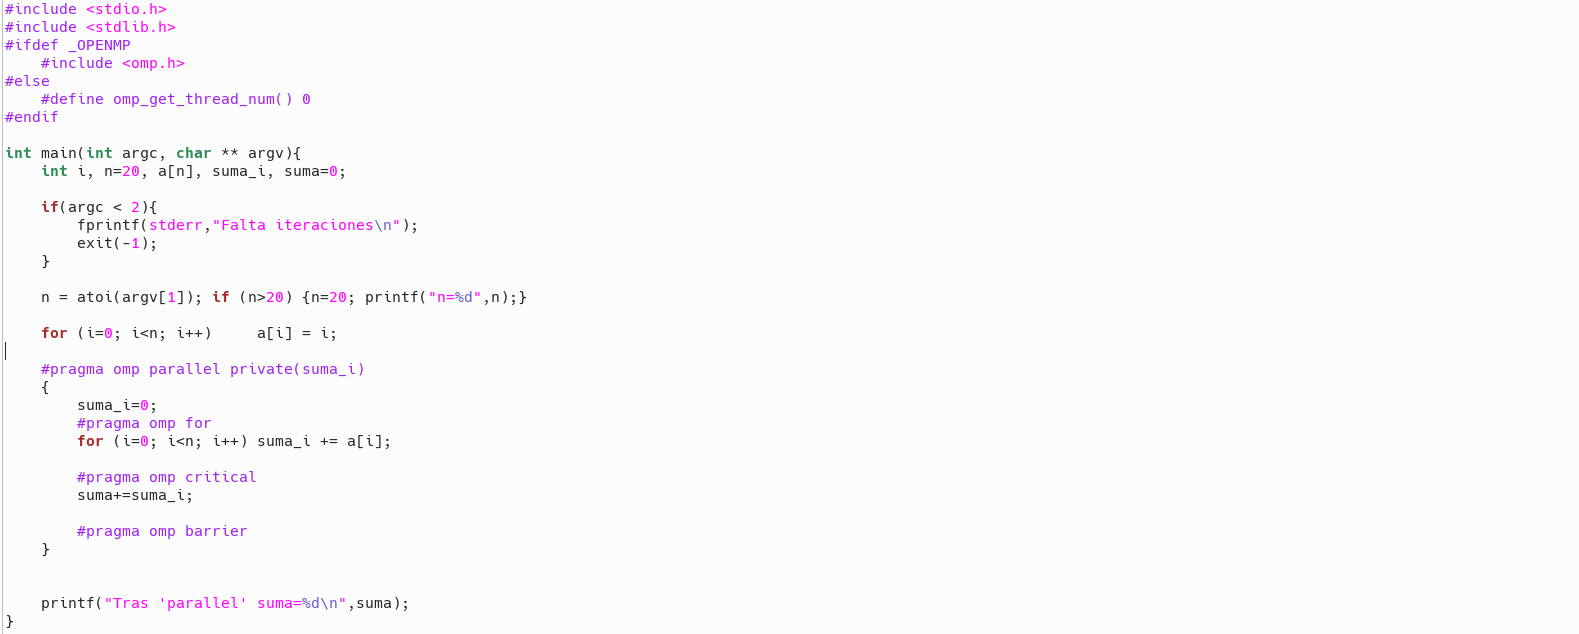 #include <stdio.h>
#include <stdlib.h>
#ifdef _OPENMP
    #include <omp.h>
#else
    #define omp_get_thread_num() 0
#endif

int main(int argc, char ** argv){
    int i, n=20, a[n], suma_i, suma=0;

    if(argc < 2){
        fprintf(stderr,"Falta iteraciones\n");
        exit(-1);
    }

    n = atoi(argv[1]); if (n>20) {n=20; printf("n=%d",n);}

    for (i=0; i<n; i++)     a[i] = i;

    #pragma omp parallel private(suma_i)
    {
        suma_i=0;
        #pragma omp for
        for (i=0; i<n; i++) suma_i += a[i];

        #pragma omp critical
        suma+=suma_i;

        #pragma omp barrier
    }


    printf("Tras 'parallel' suma=%d\n",suma);
}